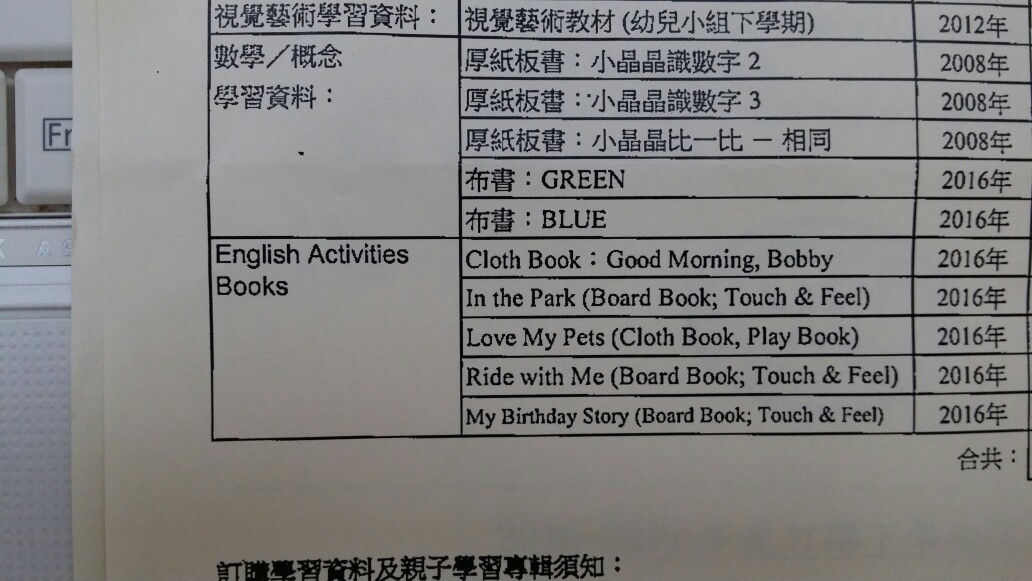 視覺藝術學習資料： 視覺藝術教材 (幼兒小組下學期) 2012年
數學／概念 厚紙板書：小晶晶識數字 2 2008年
學習資料： 厚紙板書：小晶晶識數字 3 2008年
厚紙板書：小晶晶比一比 － 相同 2008年
布書：GREEN 2016年
布書：BLUE 2016年
English Activities Cloth Book：Good Morning, Bobby 2016年
Books In the Park (Board Book; Touch & Feel) 2016年
Love My Pets (Cloth Book, Play Book) 2016年
Ride with Me (Board Book; Touch & Feel) 2016年
My Birthday Story (Board Book; Touch & Feel) 2016年
合共：
訂購學習資料及親子學習專輯須知：
Fr